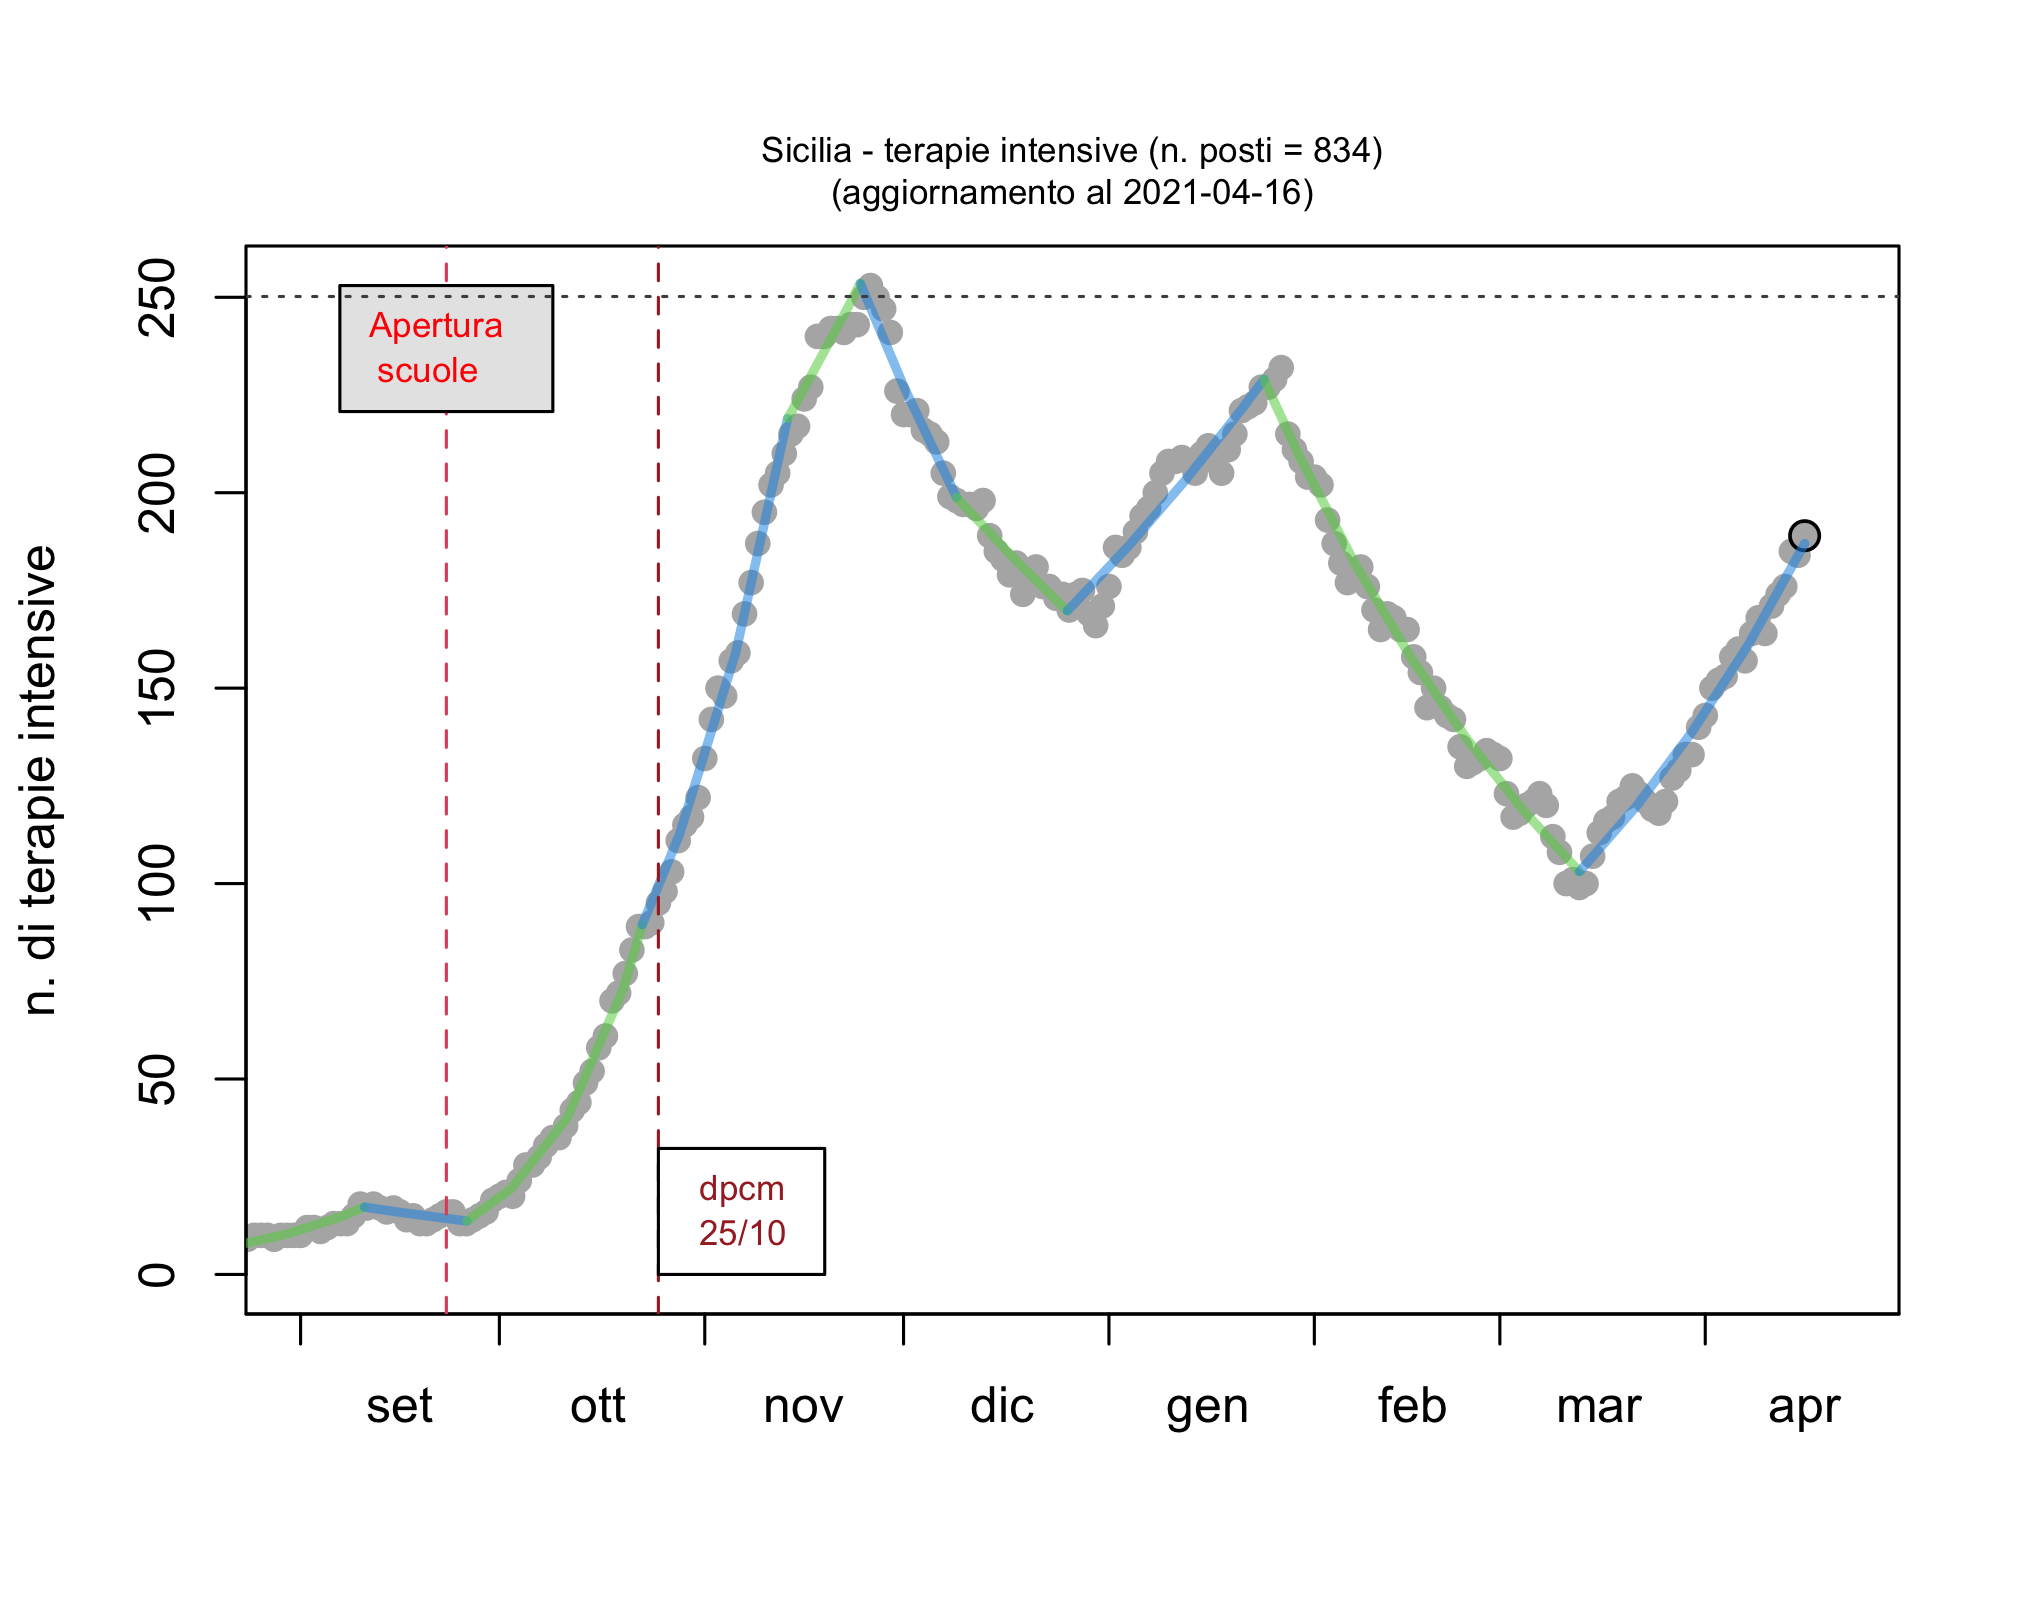 Sicilia - terapie intensive (n. posti = 834)
(aggiornamento al 2021-04-16)
n. di terapie intensive
250
200
150
100
50
0
Apertura
scuole
dpcm
25/10
set
ott
nov
dic
gen
feb
mar
apr